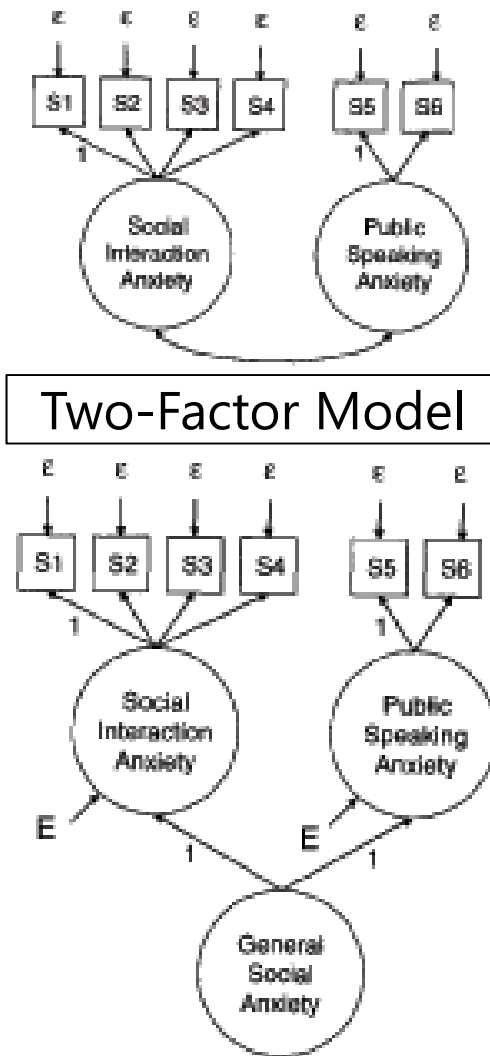 ε ε ε ε ε ε
S1 S2 S3 S4 S5 S6
1 1
Social
Interaction
Anxiety
Public
Speaking
Anxiety
Two-Factor Model
ε ε ε ε ε ε
S1 S2 S3 S4 S5 S6
1 1
Social
Interaction
Anxiety
Public
Speaking
Anxiety
E E
1 1
General
Social
Anxiety